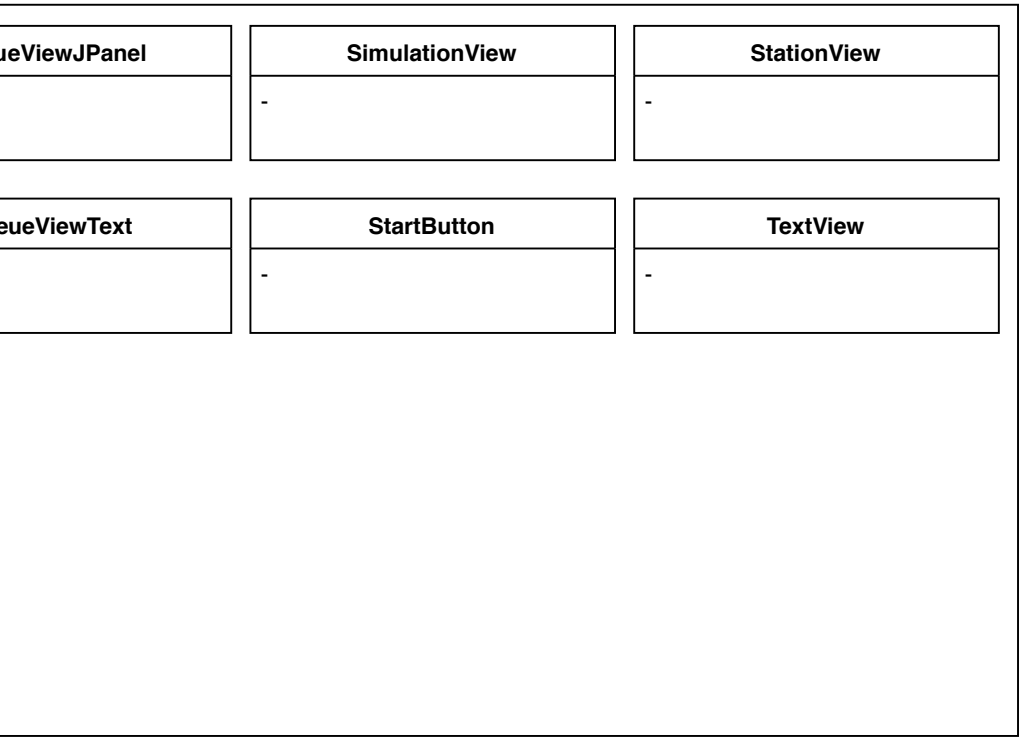 ueViewJPanel
SimulationView
StationView
-
-
eueViewText
StartButton
TextView
-
-